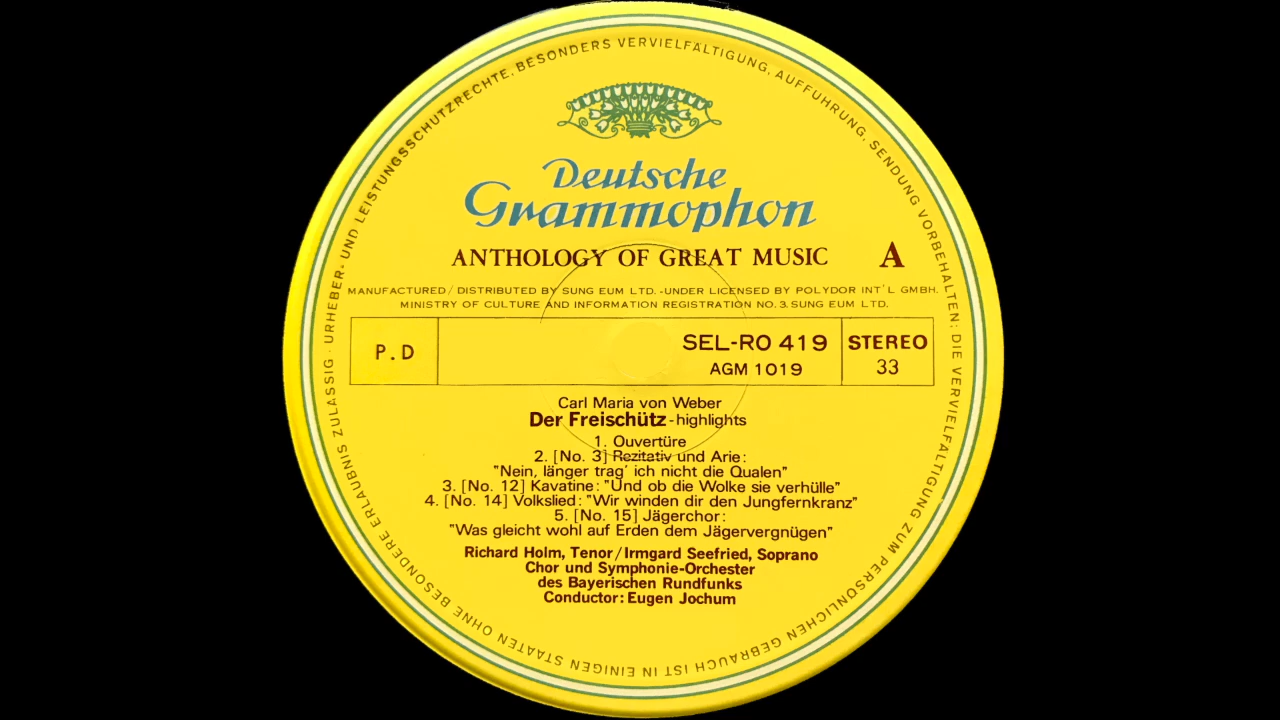 URHEBER- UND LEISTUNGSSCHUTZRECHTE, BESONDERS VERVIELFÄLTIGUNG, AUFFÜHRUNG, SENDUNG VORBEHALTEN; DIE VERVIELFÄLTIGUNG ZUM PERSÖNLICHEN GEBRAUCH IST IN EINIGEN STAATEN OHNE BESONDERE ERLAUBNIS ZULÄSSIG ·
Deutsche
Grammophon
ANTHOLOGY OF GREAT MUSIC A
MANUFACTURED/DISTRIBUTED BY SUNG EUM LTD.-UNDER LICENSED BY POLYDOR INT'L GMBH.
MINISTRY OF CULTURE AND INFORMATION REGISTRATION NO.3.SUNG EUM LTD.
P.D SEL-RO 419 STEREO
AGM 1019 33
Carl Maria von Weber
Der Freischütz-highlights
1. Ouvertüre
2. [No. 3] Rezitativ und Arie:
"Nein, länger trag' ich nicht die Qualen"
3. [No. 12] Kavatine: "Und ob die Wolke sie verhülle"
4. [No. 14] Volkslied: "Wir winden dir den Jungfernkranz"
5. [No. 15] Jägerchor:
"Was gleicht wohl auf Erden dem Jägervergnügen"
Richard Holm, Tenor/Irmgard Seefried, Soprano
Chor und Symphonie-Orchester
des Bayerischen Rundfunks
Conductor: Eugen Jochum